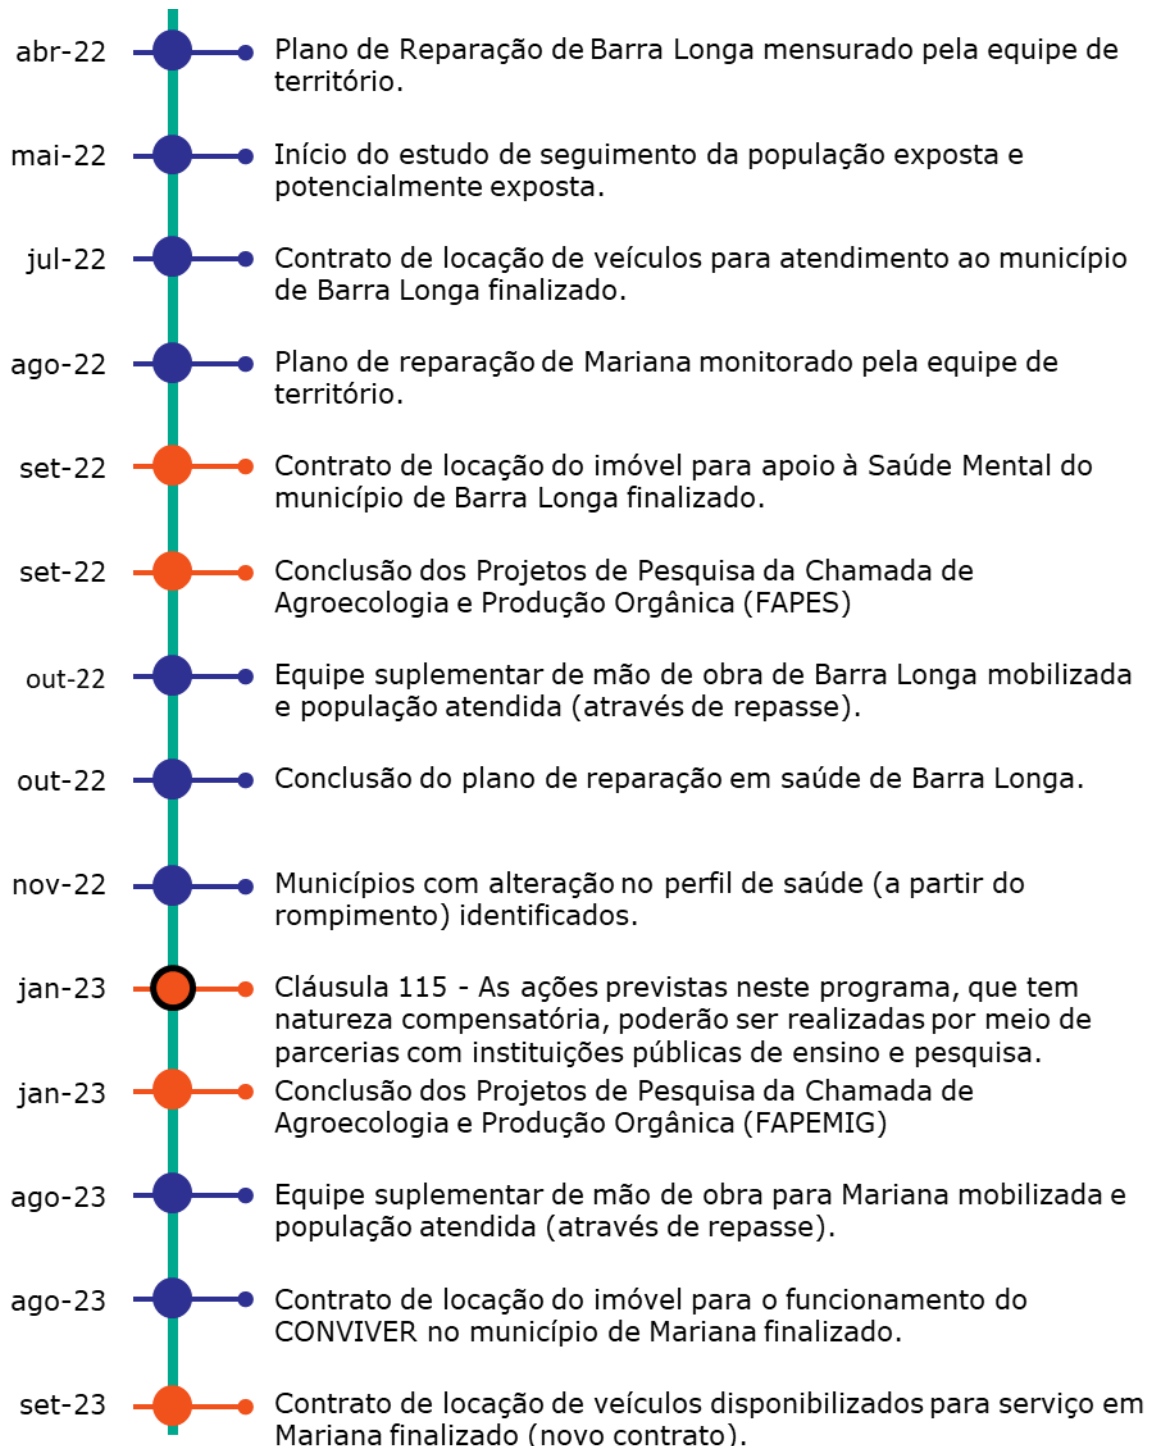 abr-22 Plano de Reparação de Barra Longa mensurado pela equipe de
território.
mai-22 Início do estudo de seguimento da população exposta e
potencialmente exposta.
jul-22 Contrato de locação de veículos para atendimento ao município
de Barra Longa finalizado.
ago-22 Plano de reparação de Mariana monitorado pela equipe de
território.
set-22 Contrato de locação do imóvel para apoio à Saúde Mental do
município de Barra Longa finalizado.
set-22 Conclusão dos Projetos de Pesquisa da Chamada de
Agroecologia e Produção Orgânica (FAPES)
out-22 Equipe suplementar de mão de obra de Barra Longa mobilizada
e população atendida (através de repasse).
out-22 Conclusão do plano de reparação em saúde de Barra Longa.
nov-22 Municípios com alteração no perfil de saúde (a partir do
rompimento) identificados.
jan-23 Cláusula 115 - As ações previstas neste programa, que tem
natureza compensatória, poderão ser realizadas por meio de
parcerias com instituições públicas de ensino e pesquisa.
jan-23 Conclusão dos Projetos de Pesquisa da Chamada de
Agroecologia e Produção Orgânica (FAPEMIG)
ago-23 Equipe suplementar de mão de obra para Mariana mobilizada e
população atendida (através de repasse).
ago-23 Contrato de locação do imóvel para o funcionamento do
CONVIVER no município de Mariana finalizado.
set-23 Contrato de locação de veículos disponibilizados para serviço em
Mariana finalizado (novo contrato).